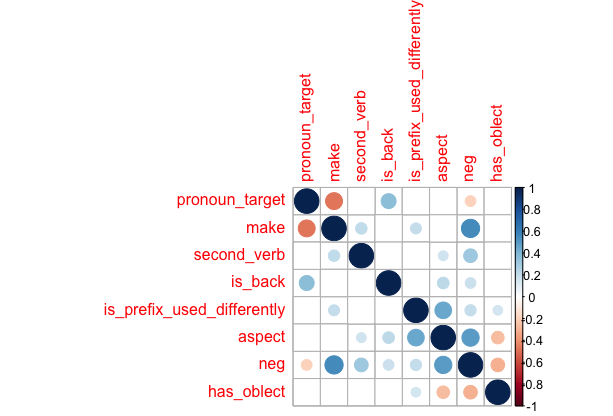 pronoun_target
make
second_verb
is_back
is_prefix_used_differently
aspect
neg
has_oblect
pronoun_target
make
second_verb
is_back
is_prefix_used_differently
aspect
neg
has_oblect
1
0.8
0.6
0.4
0.2
0
-0.2
-0.4
-0.6
-0.8
-1